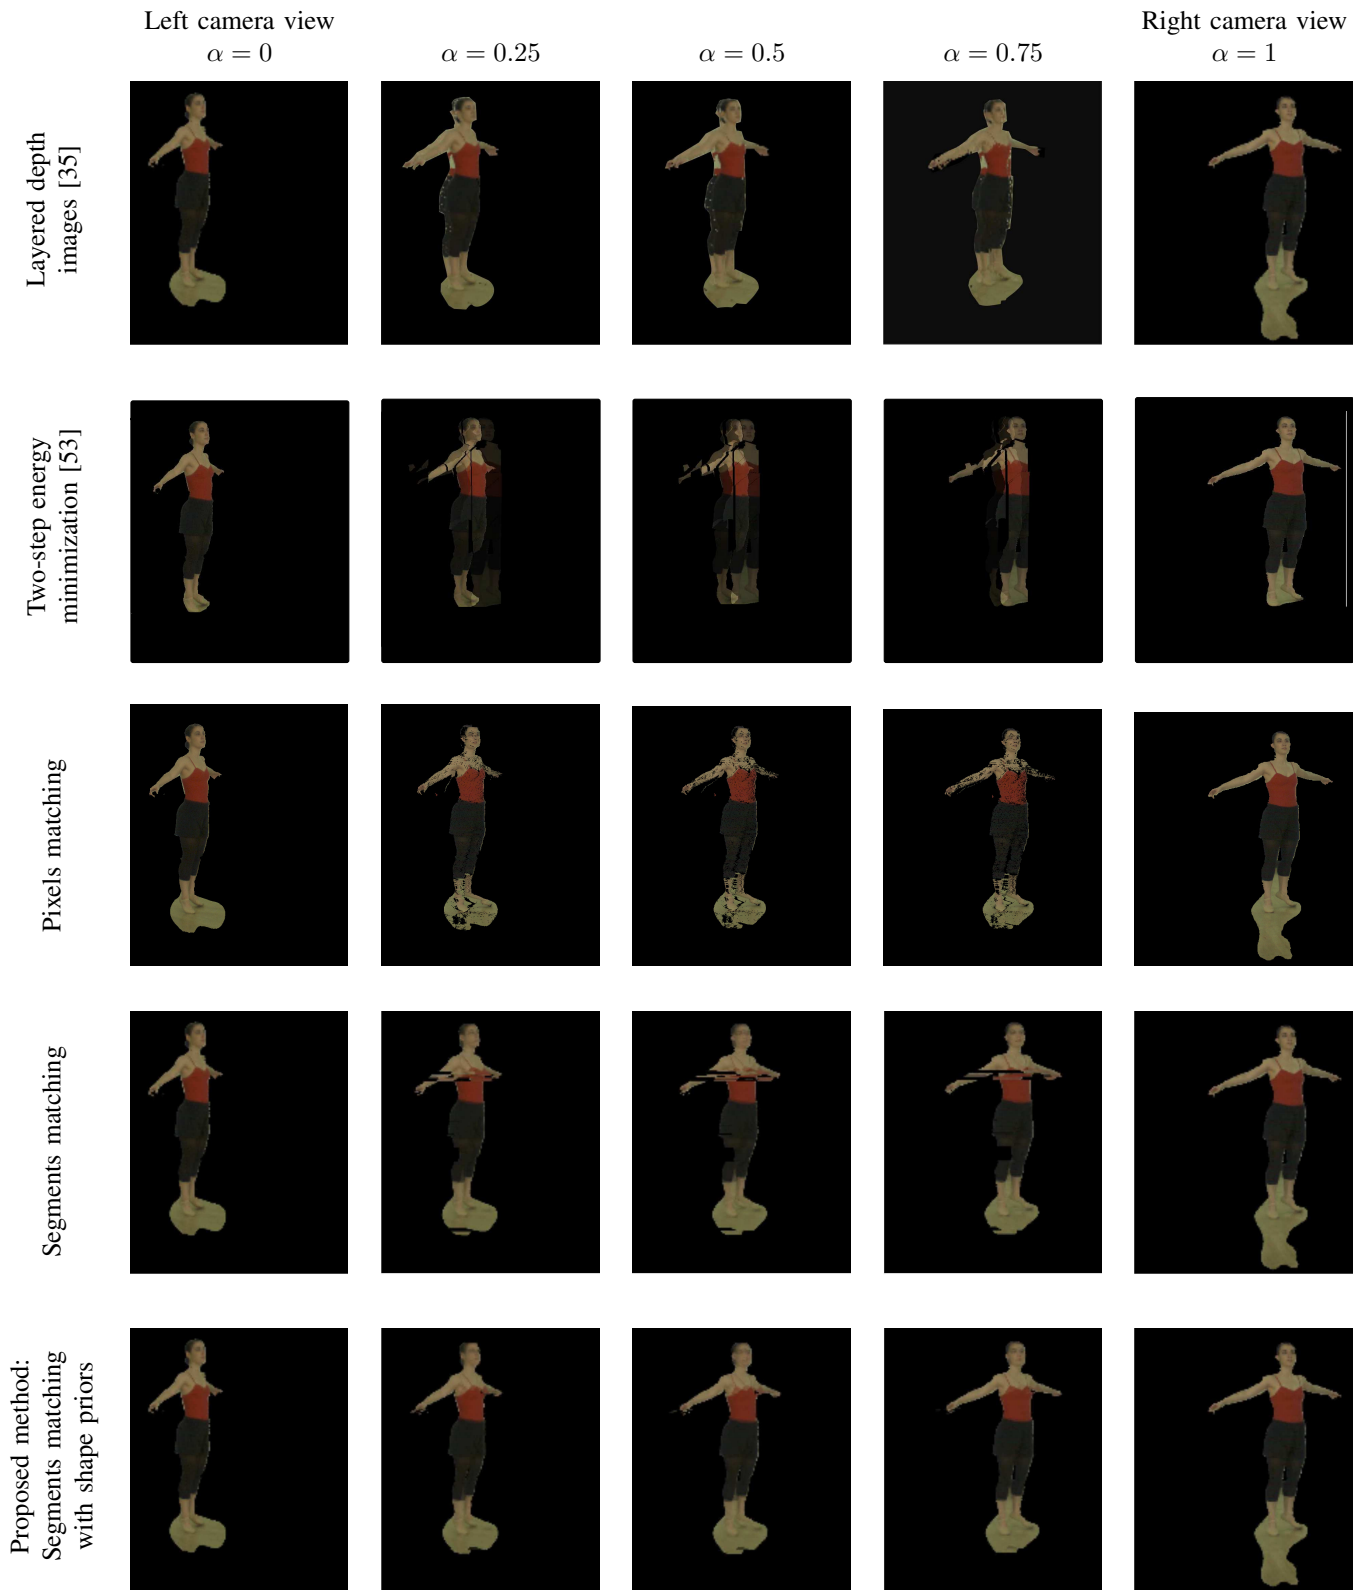 Left camera view
Right camera view
α = 0
α = 0.25
α = 0.5
α = 0.75
α = 1
Layered depth
images [35]
Two-step energy
minimization [53]
Pixels matching
Segments matching
Proposed method:
Segments matching
with shape priors